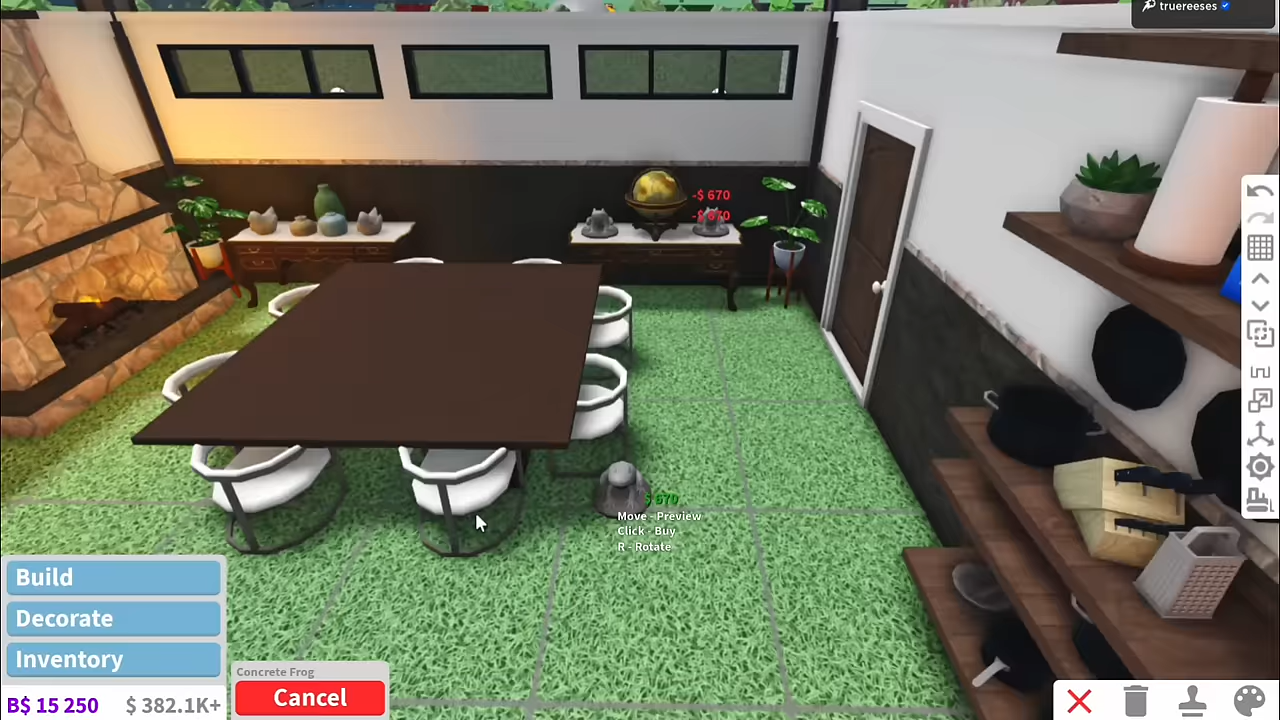 truereeses
-$ 670
-$ 670
$ 670
Move - Preview
Click - Buy
R - Rotate
Build
Decorate
Inventory
Concrete Frog
Cancel
B$ 15 250 $ 382.1K+